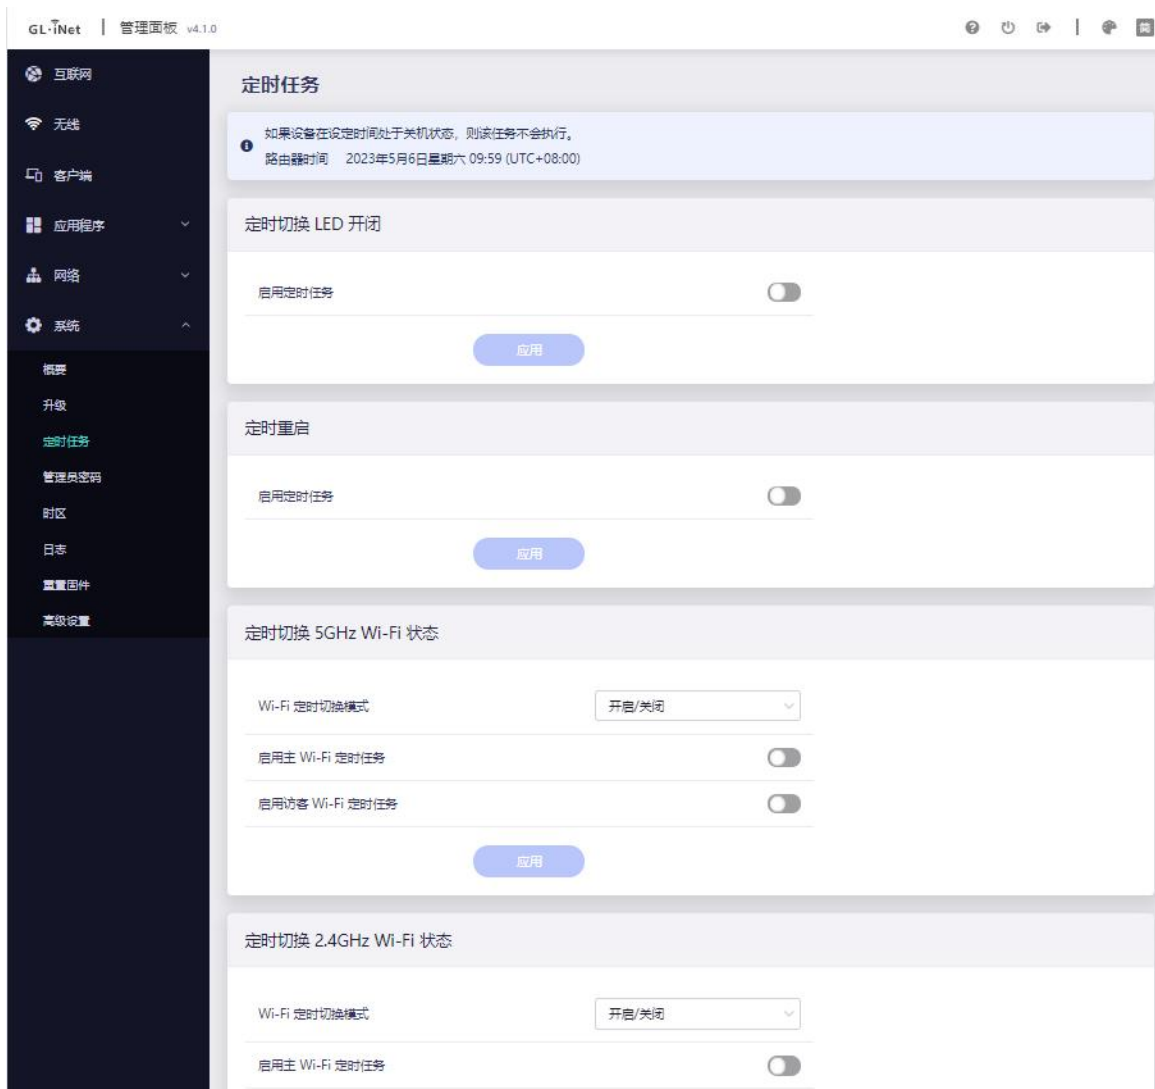 GL·iNet | 管理面板 v4.1.0
简
互联网
无线
客户端
应用程序
网络
系统
概要
升级
定时任务
管理员密码
时区
日志
重置固件
高级设置
定时任务
如果设备在设定时间处于关机状态，则该任务不会执行。
路由器时间 2023年5月6日星期六 09:59 (UTC+08:00)
定时切换 LED 开闭
启用定时任务
应用
定时重启
启用定时任务
应用
定时切换 5GHz Wi-Fi 状态
Wi-Fi 定时切换模式 开启/关闭
启用主 Wi-Fi 定时任务
启用访客 Wi-Fi 定时任务
应用
定时切换 2.4GHz Wi-Fi 状态
Wi-Fi 定时切换模式 开启/关闭
启用主 Wi-Fi 定时任务